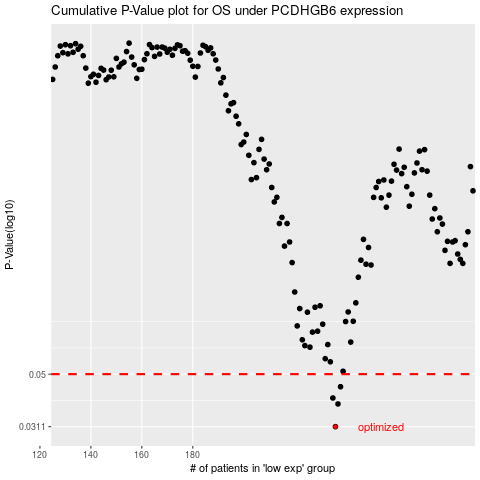 Cumulative P-Value plot for OS under PCDHGB6 expression
P-Value(log10)
0.05
0.0311
optimized
120 140 160 180
# of patients in 'low exp' group